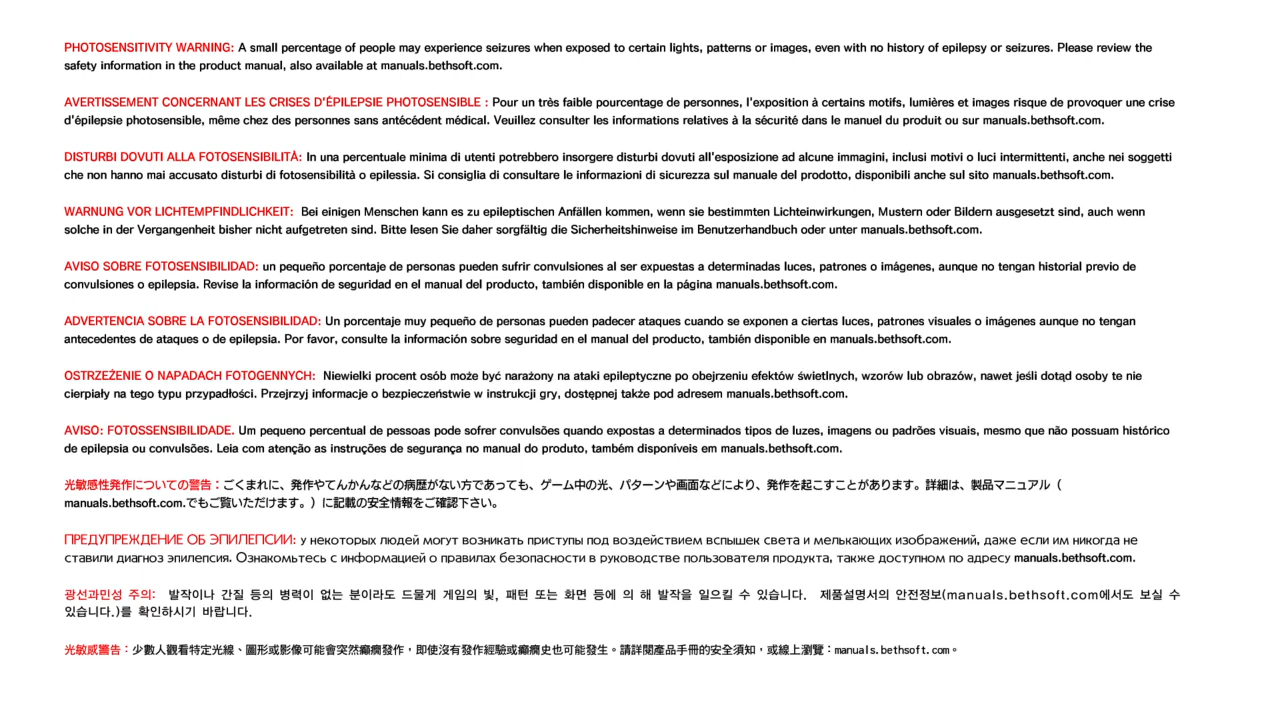 PHOTOSENSITIVITY WARNING: A small percentage of people may experience seizures when exposed to certain lights, patterns or images, even with no history of epilepsy or seizures. Please review the
safety information in the product manual, also available at manuals.bethsoft.com.
AVERTISSEMENT CONCERNANT LES CRISES D'ÉPILEPSIE PHOTOSENSIBLE : Pour un très faible pourcentage de personnes, l'exposition à certains motifs, lumières et images risque de provoquer une crise
d'épilepsie photosensible, même chez des personnes sans antécédent médical. Veuillez consulter les informations relatives à la sécurité dans le manuel du produit ou sur manuals.bethsoft.com.
DISTURBI DOVUTI ALLA FOTOSENSIBILITÀ: In una percentuale minima di utenti potrebbero insorgere disturbi dovuti all'esposizione ad alcune immagini, inclusi motivi o luci intermittenti, anche nei soggetti
che non hanno mai accusato disturbi di fotosensibilità o epilessia. Si consiglia di consultare le informazioni di sicurezza sul manuale del prodotto, disponibili anche sul sito manuals.bethsoft.com.
WARNUNG VOR LICHTEMPFINDLICHKEIT: Bei einigen Menschen kann es zu epileptischen Anfällen kommen, wenn sie bestimmten Lichteinwirkungen, Mustern oder Bildern ausgesetzt sind, auch wenn
solche in der Vergangenheit bisher nicht aufgetreten sind. Bitte lesen Sie daher sorgfältig die Sicherheitshinweise im Benutzerhandbuch oder unter manuals.bethsoft.com.
AVISO SOBRE FOTOSENSIBILIDAD: un pequeño porcentaje de personas pueden sufrir convulsiones al ser expuestas a determinadas luces, patrones o imágenes, aunque no tengan historial previo de
convulsiones o epilepsia. Revise la información de seguridad en el manual del producto, también disponible en la página manuals.bethsoft.com.
ADVERTENCIA SOBRE LA FOTOSENSIBILIDAD: Un porcentaje muy pequeño de personas pueden padecer ataques cuando se exponen a ciertas luces, patrones visuales o imágenes aunque no tengan
antecedentes de ataques o de epilepsia. Por favor, consulte la información sobre seguridad en el manual del producto, también disponible en manuals.bethsoft.com.
OSTRZEŻENIE O NAPADACH FOTOGENNYCH: Niewielki procent osób może być narażony na ataki epileptyczne po obejrzeniu efektów świetlnych, wzorów lub obrazów, nawet jeśli dotąd osoby te nie
cierpiały na tego typu przypadłości. Przejrzyj informacje o bezpieczeństwie w instrukcji gry, dostępnej także pod adresem manuals.bethsoft.com.
AVISO: FOTOSSENSIBILIDADE. Um pequeno percentual de pessoas pode sofrer convulsões quando expostas a determinados tipos de luzes, imagens ou padrões visuais, mesmo que não possuam histórico
de epilepsia ou convulsões. Leia com atenção as instruções de segurança no manual do produto, também disponíveis em manuals.bethsoft.com.
光敏感性発作についての警告：ごくまれに、発作やてんかんなどの病歴がない方であっても、ゲーム中の光、パターンや画面などにより、発作を起こすことがあります。詳細は、製品マニュアル（
manuals.bethsoft.com.でもご覧いただけます。）に記載の安全情報をご確認下さい。
ПРЕДУПРЕЖДЕНИЕ ОБ ЭПИЛЕПСИИ: у некоторых людей могут возникать приступы под воздействием вспышек света и мелькающих изображений, даже если им никогда не
ставили диагноз эпилепсия. Ознакомьтесь с информацией о правилах безопасности в руководстве пользователя продукта, также доступном по адресу manuals.bethsoft.com.
광선과민성 주의: 발작이나 간질 등의 병력이 없는 분이라도 드물게 게임의 빛, 패턴 또는 화면 등에 의 해 발작을 일으킬 수 있습니다. 제품설명서의 안전정보(manuals.bethsoft.com에서도 보실 수
있습니다.)를 확인하시기 바랍니다.
光敏感警告：少數人觀看特定光線、圖形或影像可能會突然癲癇發作，即使沒有發作經驗或癲癇史也可能發生。請詳閱產品手冊的安全須知，或線上瀏覽：manuals.bethsoft.com。